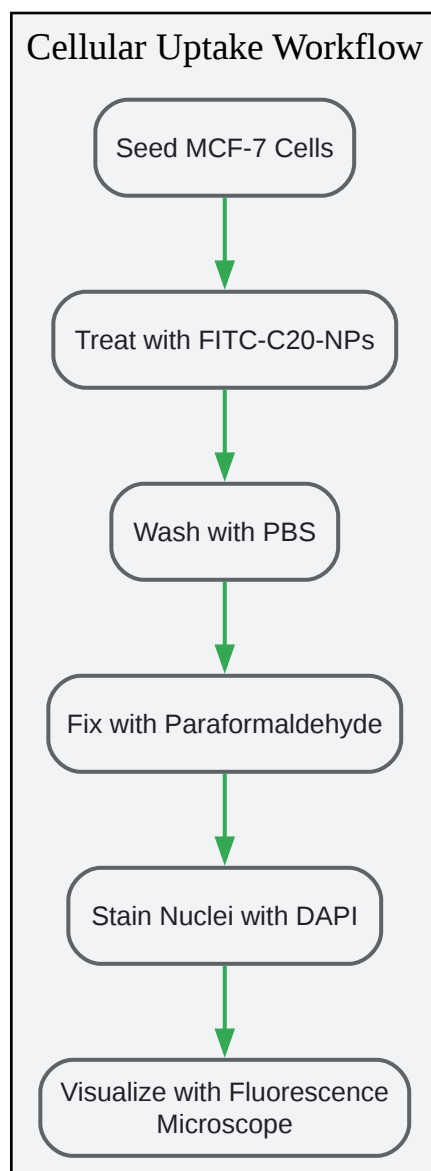 Cellular Uptake Workflow
Seed MCF-7 Cells
Treat with FITC-C20-NPs
Wash with PBS
Fix with Paraformaldehyde
Stain Nuclei with DAPI
Visualize with Fluorescence
Microscope